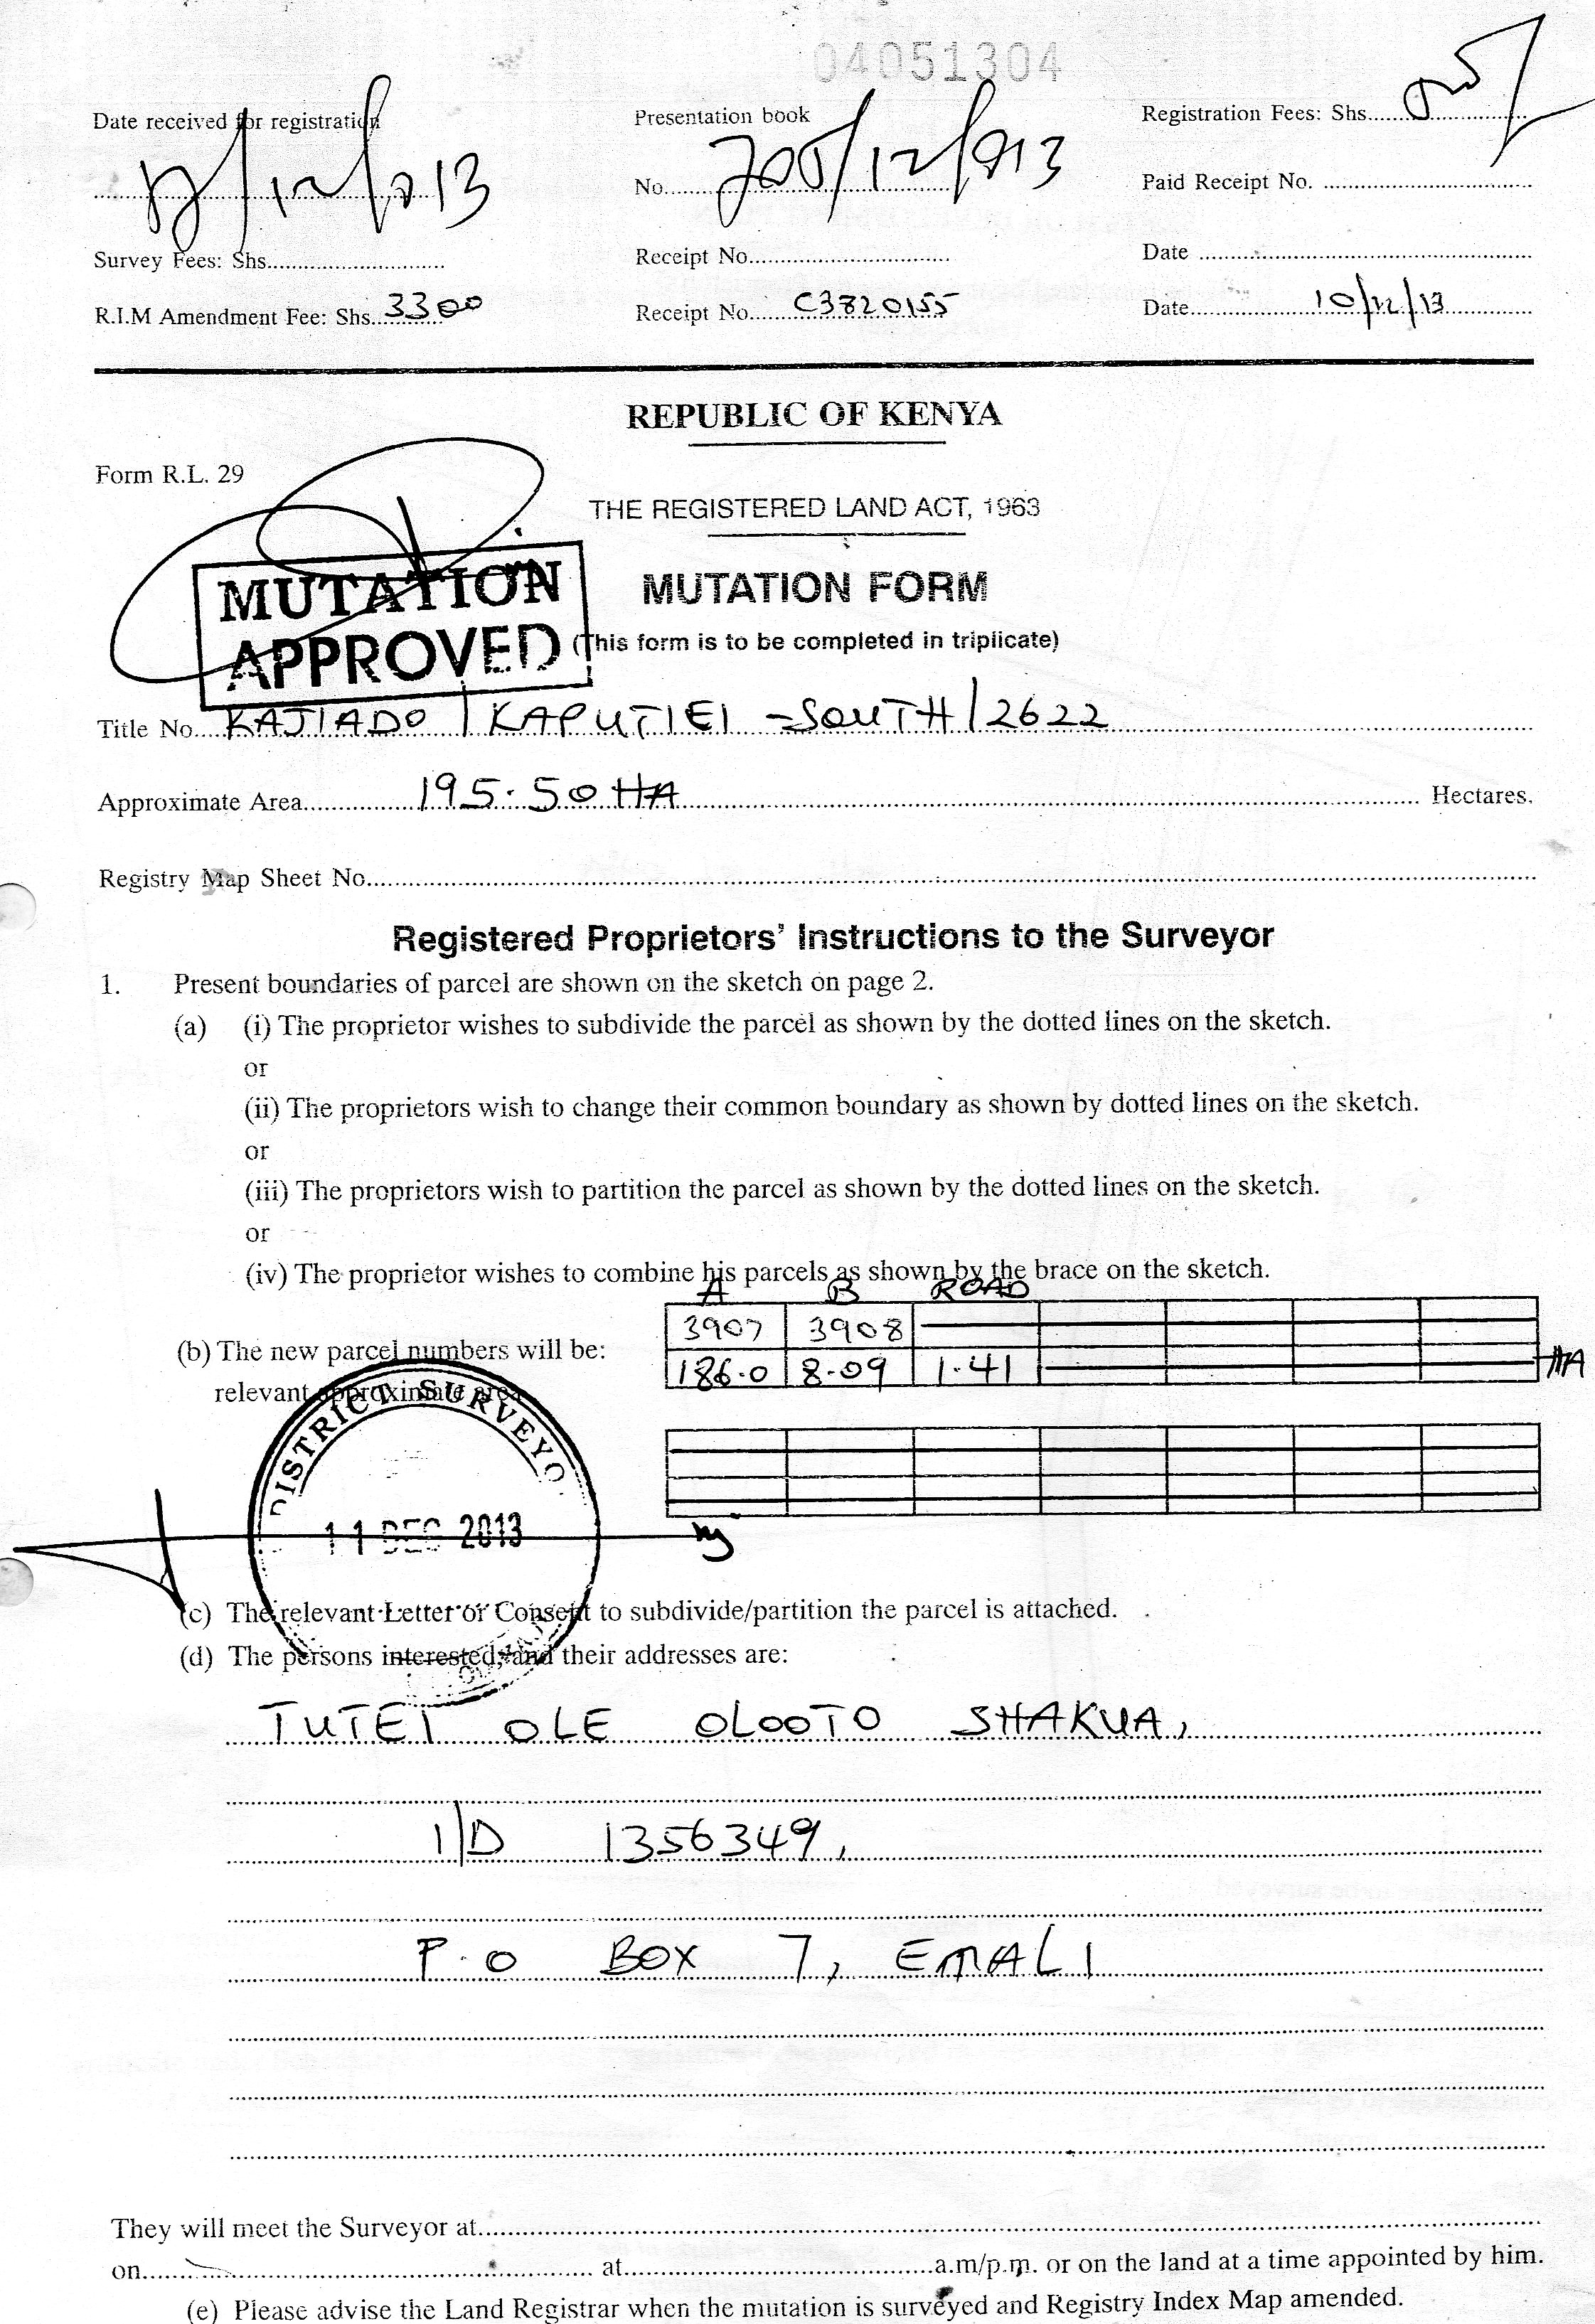 04051304
Date received for registration
Presentation book
Registration Fees: Shs
/12/2013
No. 705/12/2013
Paid Receipt No.
Survey Fees: Shs
Receipt No.
Date
R.I.M Amendment Fee: Shs. 3300
Receipt No. C3820155
Date 10/12/13
REPUBLIC OF KENYA
Form R.L. 29
THE REGISTERED LAND ACT, 1963
MUTATION APPROVED
MUTATION FORM
(This form is to be completed in triplicate)
Title No. KAJIADO / KAPUTIEI - SOUTH / 2622
Approximate Area 195.50 HA Hectares.
Registry Map Sheet No.
Registered Proprietors' Instructions to the Surveyor
1. Present boundaries of parcel are shown on the sketch on page 2.
(a) (i) The proprietor wishes to subdivide the parcel as shown by the dotted lines on the sketch.
or
(ii) The proprietors wish to change their common boundary as shown by dotted lines on the sketch.
or
(iii) The proprietors wish to partition the parcel as shown by the dotted lines on the sketch.
or
(iv) The proprietor wishes to combine his parcels as shown by the brace on the sketch.
A B ROAD
(b) The new parcel numbers will be: 3907 3908
relevant approximate area 186.0 8.09 1.41 HA
DISTRICT SURVEYO
11 DEC 2013
(c) The relevant Letter or Consent to subdivide/partition the parcel is attached.
(d) The persons interested, and their addresses are:
TUTEI OLE OLOOTO SHAKUA,
I/D 1356349,
P.O BOX 7, EMALI
They will meet the Surveyor at
on at a.m/p.m. or on the land at a time appointed by him.
(e) Please advise the Land Registrar when the mutation is surveyed and Registry Index Map amended.